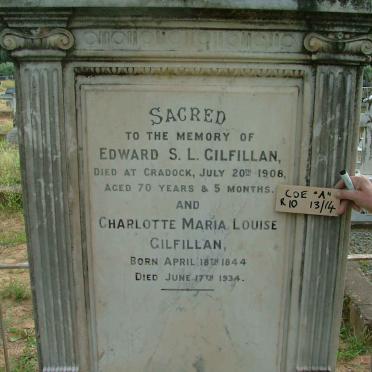 SACRED
TO THE MEMORY OF
EDWARD S. L. GILFILLAN,
DIED AT CRADOCK, JULY 20TH 1908,
AGED 70 YEARS & 5 MONTHS.
AND
CHARLOTTE MARIA LOUISE
GILFILLAN,
BORN APRIL 18TH 1844
DIED JUNE 17TH 1934.
COE "A"
R10 13/14